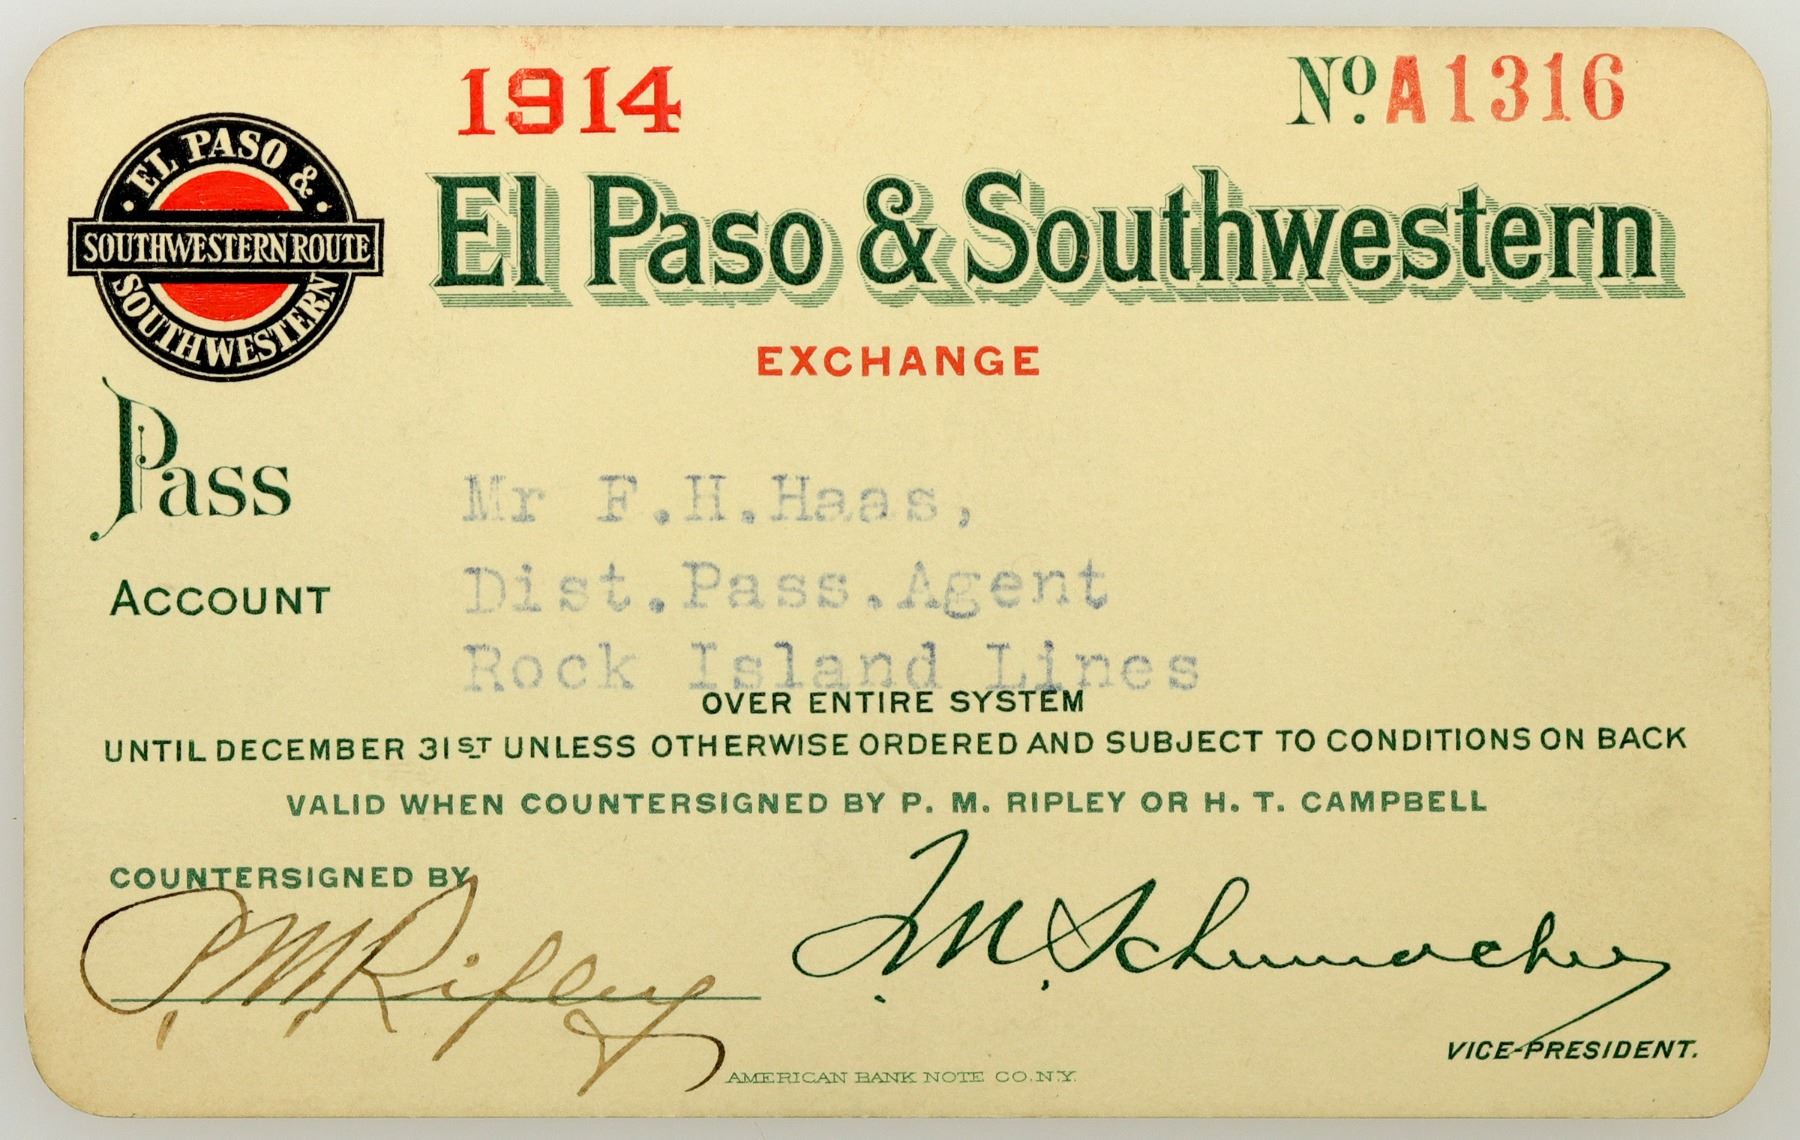 1914
No. A1316
EL PASO &
SOUTHWESTERN ROUTE
SOUTHWESTERN
El Paso & Southwestern
EXCHANGE
Pass
Mr F.H.Haas,
ACCOUNT
Dist.Pass.Agent
Rock Island Lines
OVER ENTIRE SYSTEM
UNTIL DECEMBER 31ST UNLESS OTHERWISE ORDERED AND SUBJECT TO CONDITIONS ON BACK
VALID WHEN COUNTERSIGNED BY P. M. RIPLEY OR H. T. CAMPBELL
COUNTERSIGNED BY
P. M. Ripley
T. M. Schumacher
VICE-PRESIDENT.
AMERICAN BANK NOTE CO. N.Y.